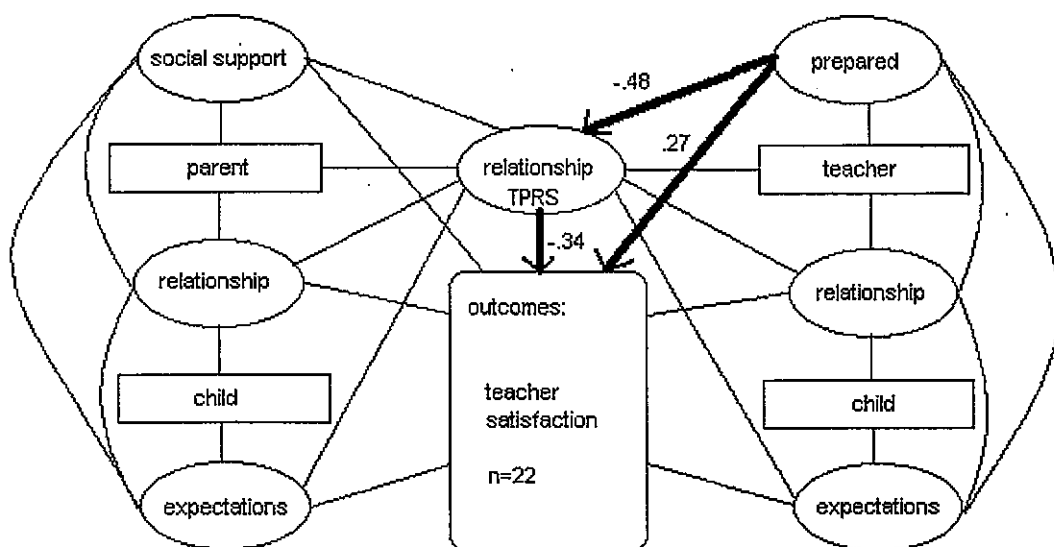 social support
prepared
-.48
.27
parent
relationship
TPRS
teacher
-.34
relationship
relationship
outcomes:
child
teacher
satisfaction
child
n=22
expectations
expectations